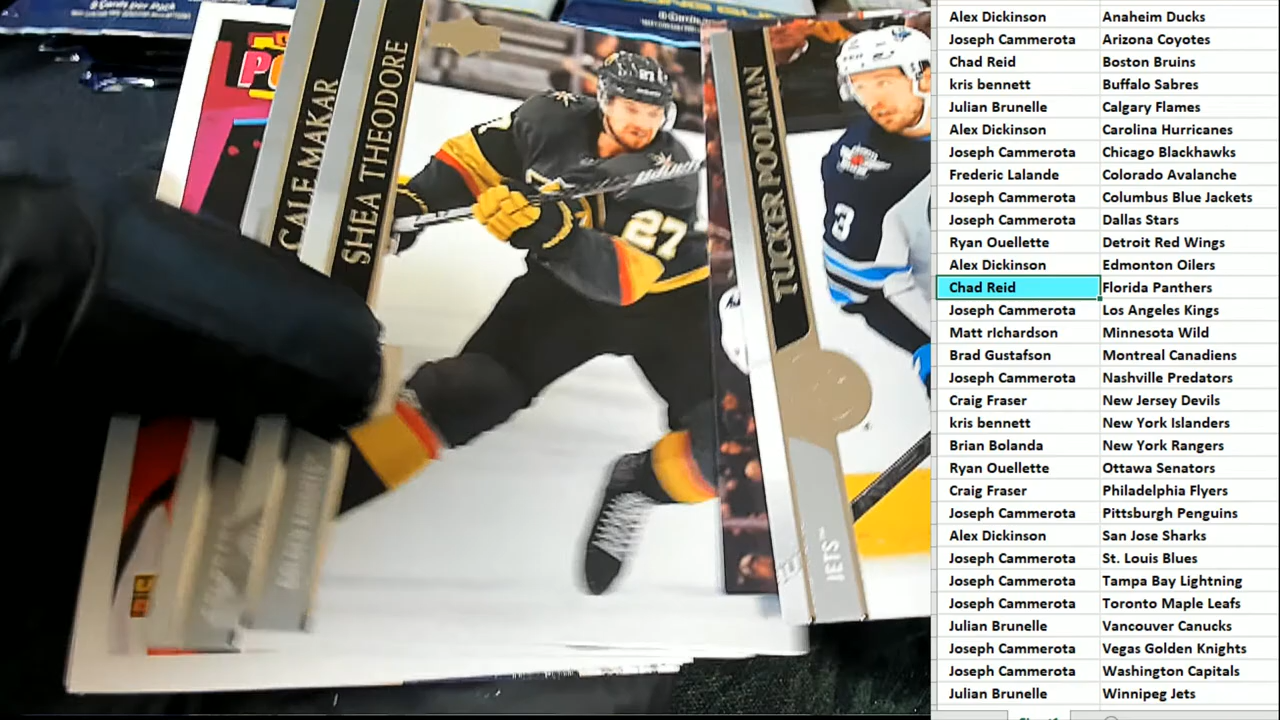 CALE MAKAR
SHEA THEODORE
27
TUCKER POOLMAN
3
JETS
RC
Alex Dickinson Anaheim Ducks
Joseph Cammerota Arizona Coyotes
Chad Reid Boston Bruins
kris bennett Buffalo Sabres
Julian Brunelle Calgary Flames
Alex Dickinson Carolina Hurricanes
Joseph Cammerota Chicago Blackhawks
Frederic Lalande Colorado Avalanche
Joseph Cammerota Columbus Blue Jackets
Joseph Cammerota Dallas Stars
Ryan Ouellette Detroit Red Wings
Alex Dickinson Edmonton Oilers
Chad Reid Florida Panthers
Joseph Cammerota Los Angeles Kings
Matt rIchardson Minnesota Wild
Brad Gustafson Montreal Canadiens
Joseph Cammerota Nashville Predators
Craig Fraser New Jersey Devils
kris bennett New York Islanders
Brian Bolanda New York Rangers
Ryan Ouellette Ottawa Senators
Craig Fraser Philadelphia Flyers
Joseph Cammerota Pittsburgh Penguins
Alex Dickinson San Jose Sharks
Joseph Cammerota St. Louis Blues
Joseph Cammerota Tampa Bay Lightning
Joseph Cammerota Toronto Maple Leafs
Julian Brunelle Vancouver Canucks
Joseph Cammerota Vegas Golden Knights
Joseph Cammerota Washington Capitals
Julian Brunelle Winnipeg Jets